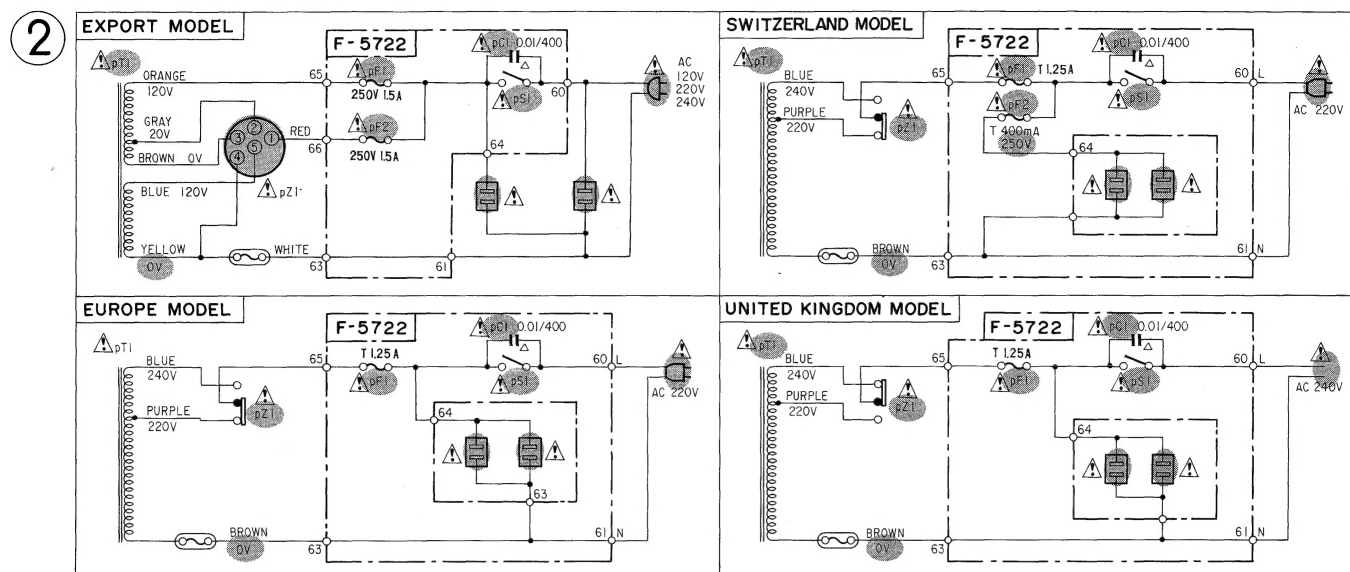 2
EXPORT MODEL
F-5722
pT1
ORANGE
120V
GRAY
20V
BROWN 0V
BLUE 120V
YELLOW
0V
WHITE
RED
1
2
3
4
5
pZ1
65
66
63
pF1
250V 1.5A
pF2
250V 1.5A
pC1 0.01/400
pS1
60
64
61
AC
120V
220V
240V
SWITZERLAND MODEL
F-5722
pT1
BLUE
240V
PURPLE
220V
pZ1
BROWN
0V
65
63
pF1 T 1.25A
pF2
T 400mA
250V
pC1 0.01/400
pS1
64
60 L
61 N
AC 220V
EUROPE MODEL
F-5722
pT1
BLUE
240V
PURPLE
220V
pZ1
BROWN
0V
65
63
T 1.25A
pF1
pC1 0.01/400
pS1
64
63
60 L
61 N
AC 220V
UNITED KINGDOM MODEL
F-5722
pT1
BLUE
240V
PURPLE
220V
pZ1
BROWN
0V
65
63
T 1.25A
pF1
pC1 0.01/400
pS1
64
60 L
61 N
AC 240V